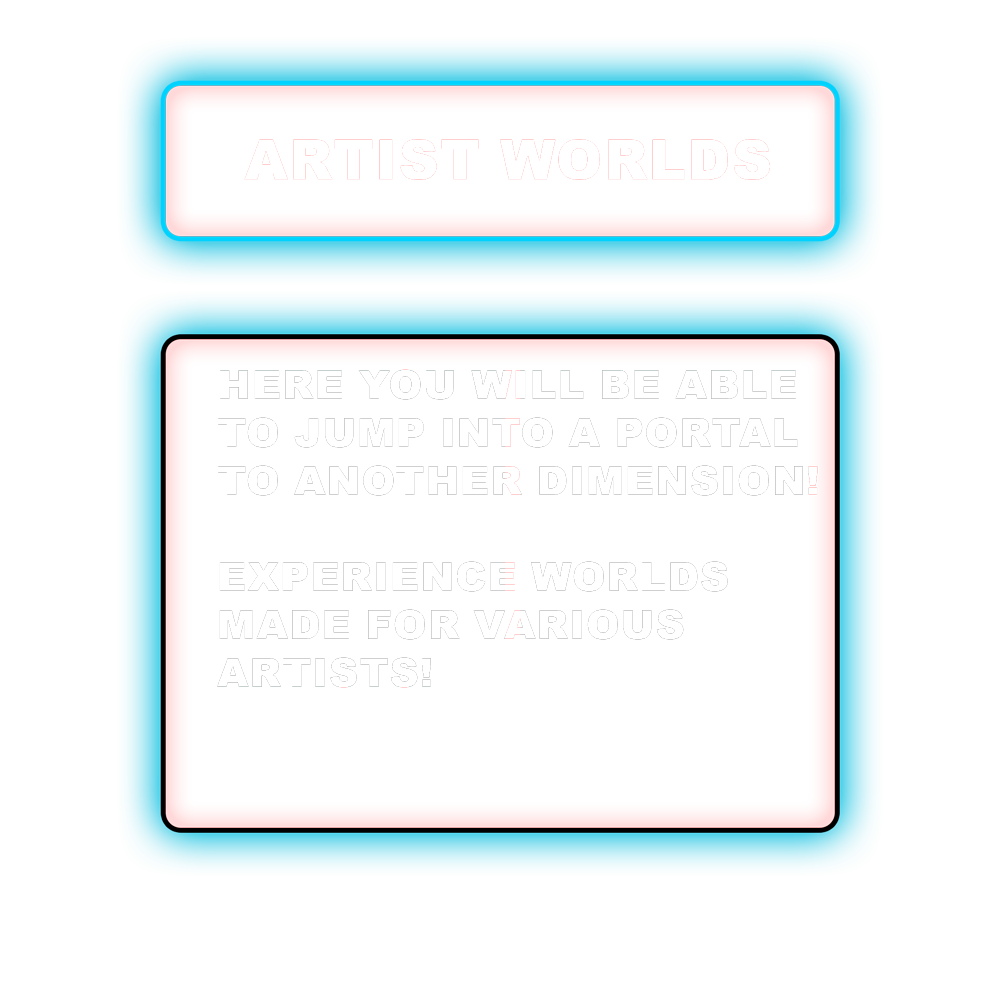 ARTIST WORLDS
HERE YOU WILL BE ABLE
TO JUMP INTO A PORTAL
TO ANOTHER DIMENSION!
EXPERIENCE WORLDS
MADE FOR VARIOUS
ARTISTS!